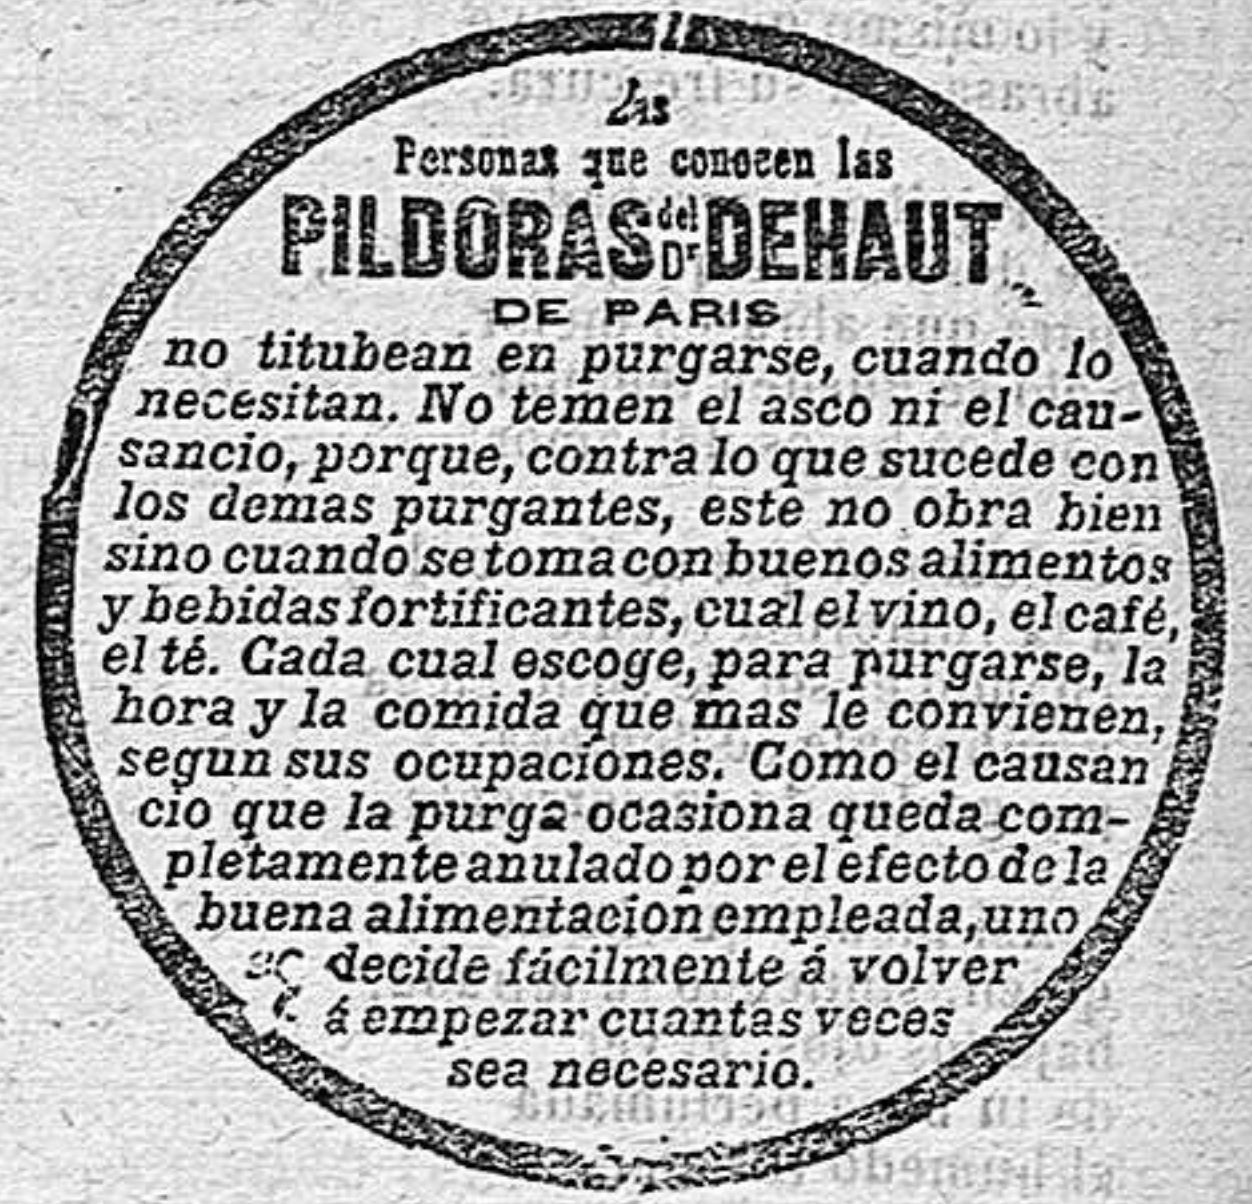 Las
Personas que conocen las
PILDORAS del Dr DEHAUT
DE PARIS
no titubean en purgarse, cuando lo
necesitan. No temen el asco ni el cau-
sancio, porque, contra lo que sucede con
los demas purgantes, este no obra bien
sino cuando se toma con buenos alimentos
y bebidas fortificantes, cual el vino, el café,
el té. Cada cual escoge, para purgarse, la
hora y la comida que mas le convienen,
segun sus ocupaciones. Como el causan
cio que la purga ocasiona queda com-
pletamente anulado por el efecto de la
buena alimentacion empleada, uno
se decide fácilmente á volver
á empezar cuantas veces
sea necesario.